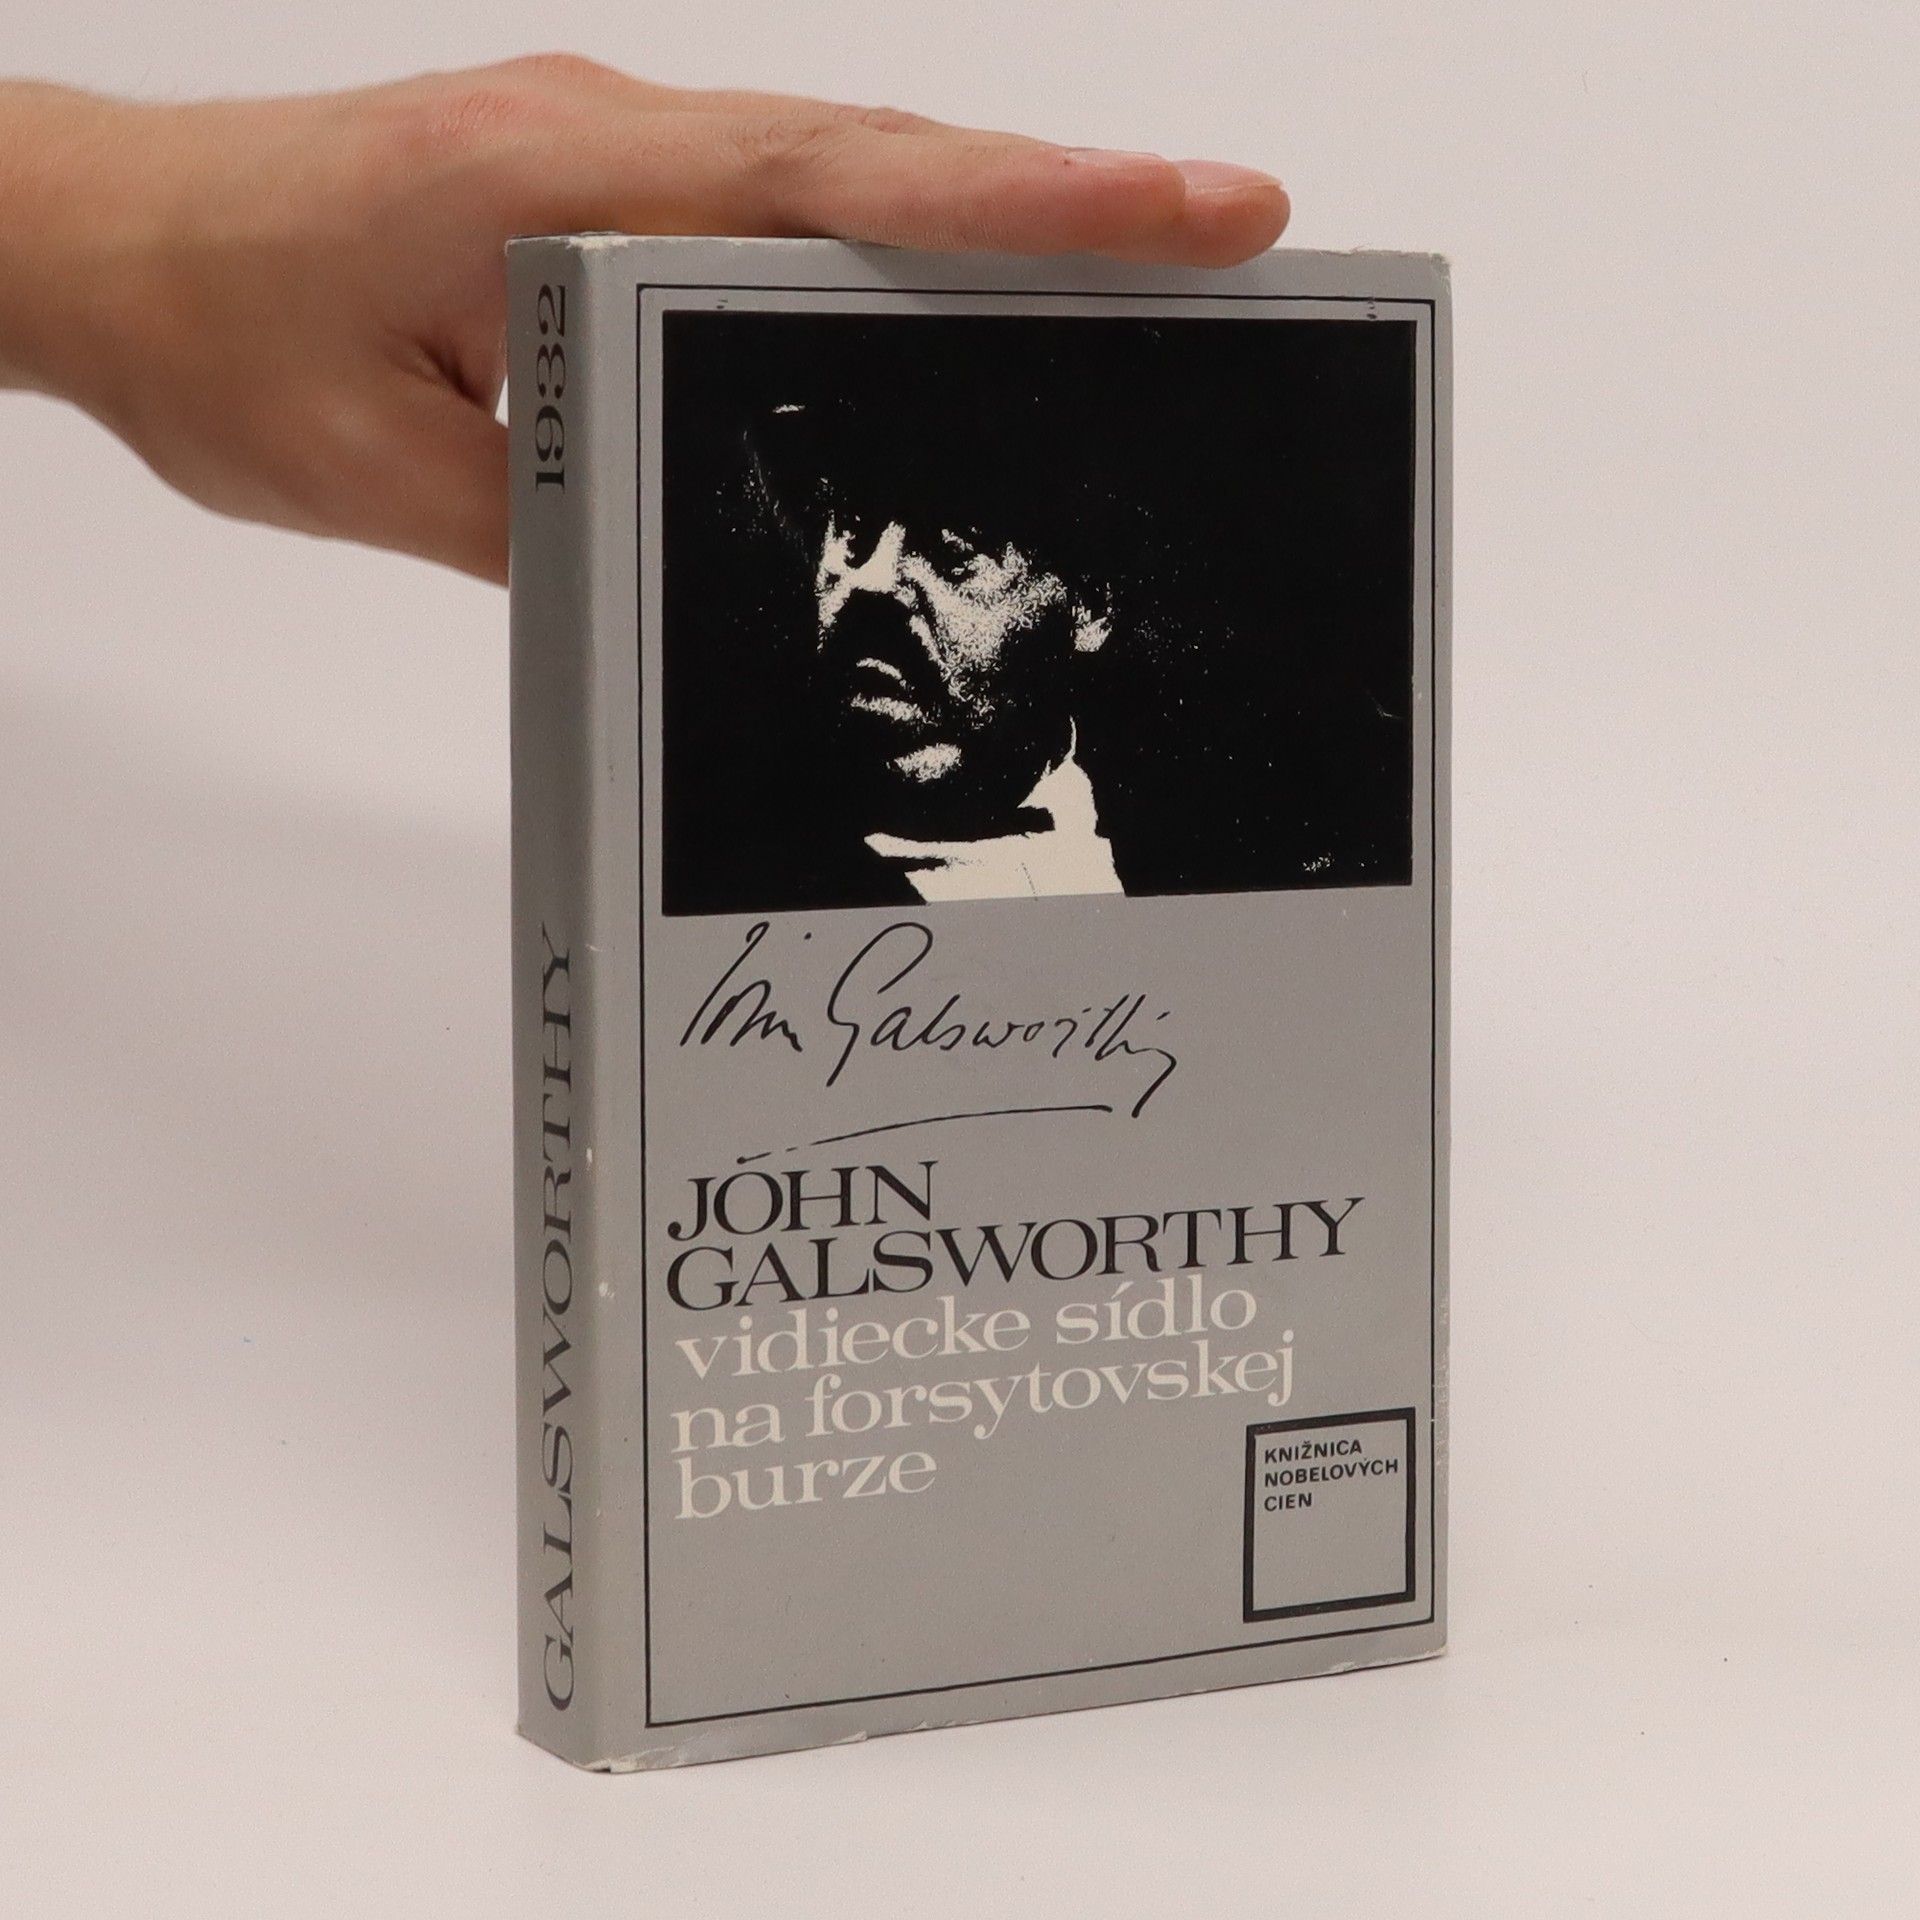 GALSWORTHY 1932
John Galsworthy
JOHN
GALSWORTHY
vidiecke sídlo
na forsytovskej
burze
KNIŽNICA
NOBELOVÝCH
CIEN